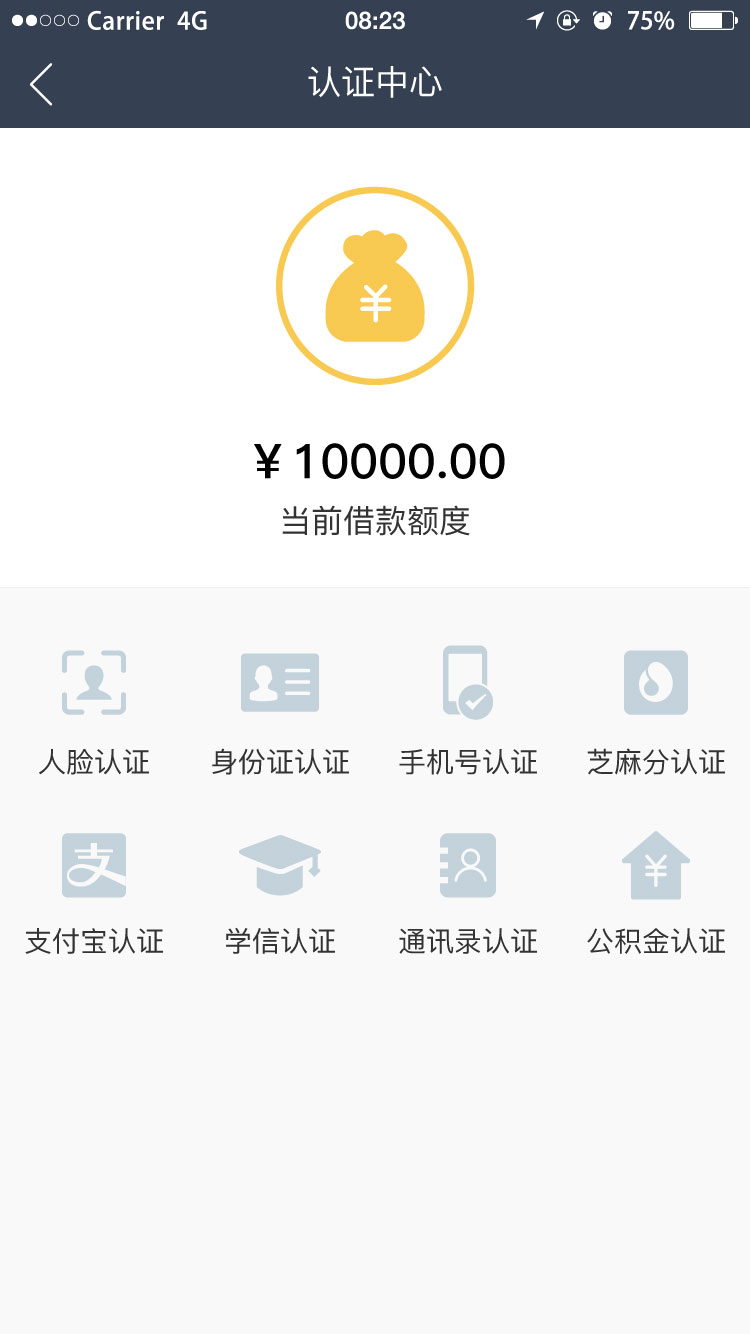 Carrier 4G 08:23 75%
认证中心
¥
¥ 10000.00
当前借款额度
人脸认证 身份证认证 手机号认证 芝麻分认证
支 ¥
支付宝认证 学信认证 通讯录认证 公积金认证